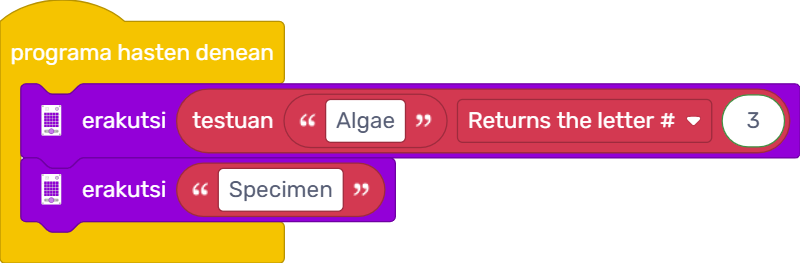 programa hasten denean
erakutsi testuan “ Algae ” Returns the letter # 3
erakutsi “ Specimen ”